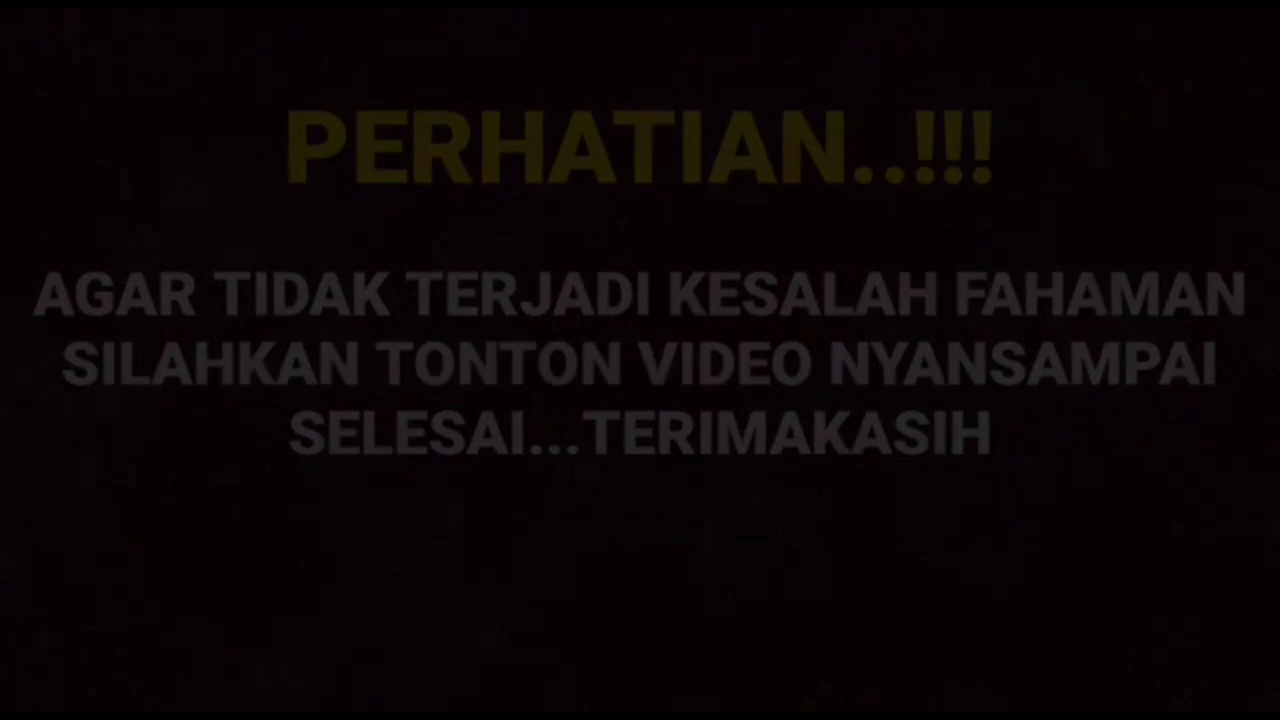 PERHATIAN..!!!
AGAR TIDAK TERJADI KESALAH FAHAMAN
SILAHKAN TONTON VIDEO NYANSAMPAI
SELESAI...TERIMAKASIH